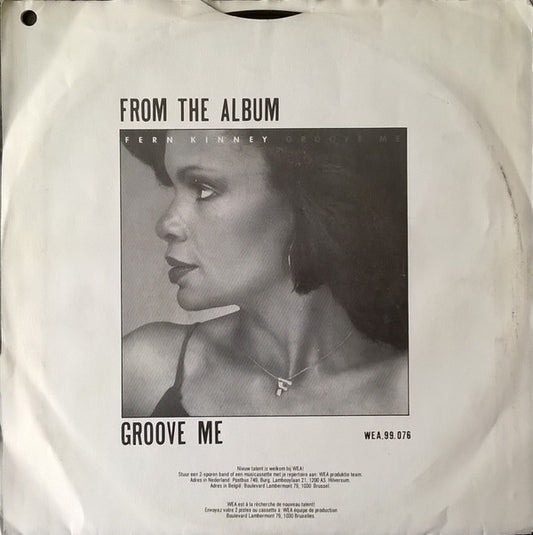 FROM THE ALBUM
FERN KINNEY GROOVE ME
GROOVE ME
WEA.99.076
Nieuw talent is welkom bij WEA!
Stuur een 2-sporen band of een musicassette met je repertoire aan: WEA produktie team.
Adres in Nederland: Postbus 749, Burg. Lambooylaan 21, 1200 AS. Hilversum.
Adres in België: Boulevard Lambermont 79, 1030 Brussel.
WEA est à la récherche de nouveau talent!
Envoyez votre 2 pistes ou cassette à: WEA équipe de production
Boulevard Lambermont 79, 1030 Bruxelles.